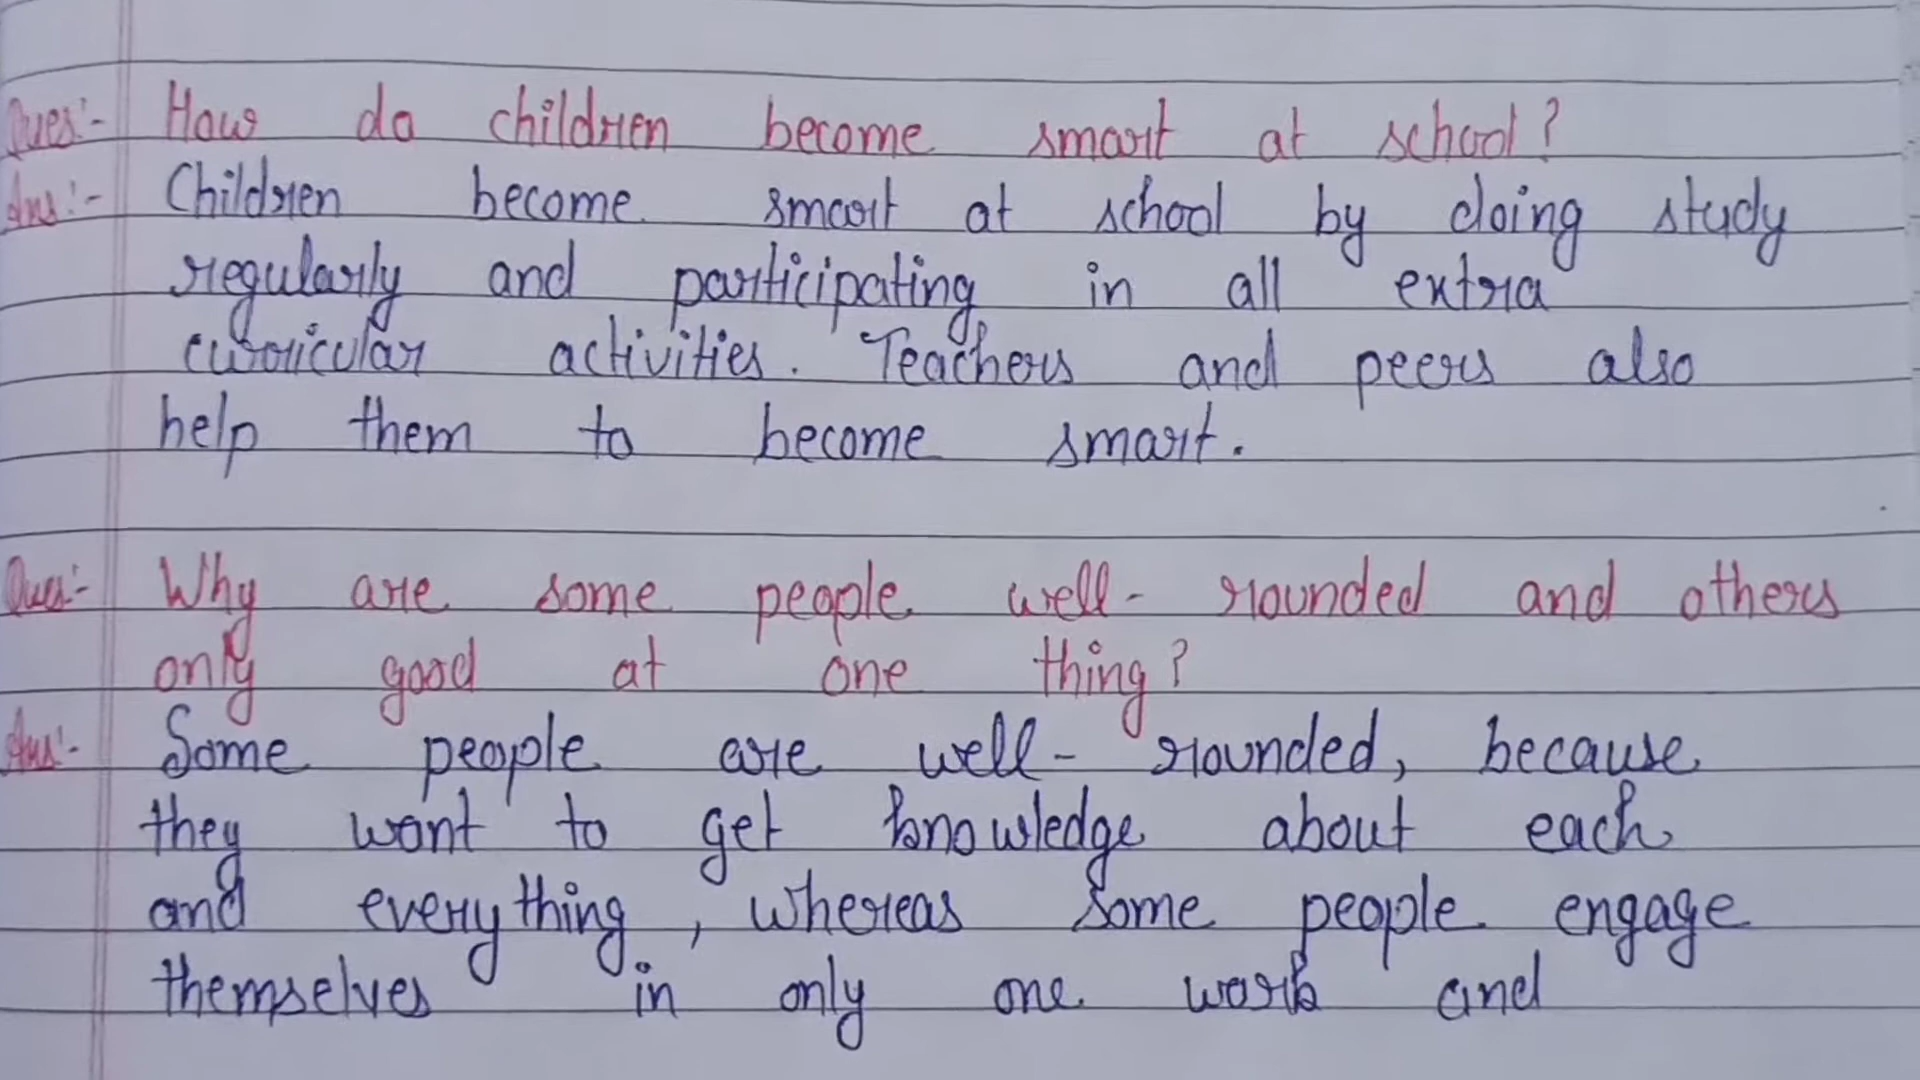 Ques:- How do children become smart at school?
Ans:- Children become smart at school by doing study
regularly and participating in all extra
curricular activities. Teachers and peers also
help them to become smart.
Ques:- Why are some people well- rounded and others
only good at one thing?
Ans:- Some people are well- rounded, because
they want to get knowledge about each
and everything, whereas some people engage
themselves in only one work and